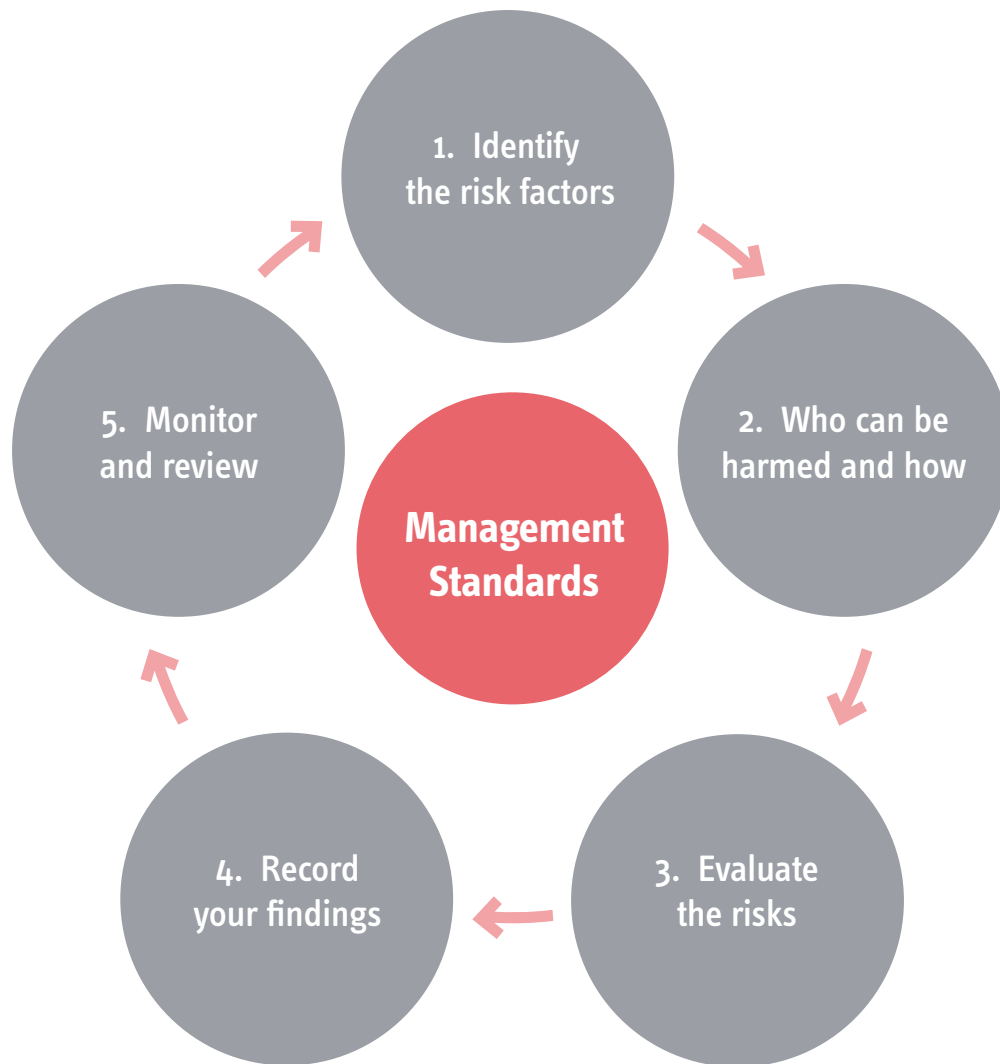 1. Identify
the risk factors
2. Who can be
harmed and how
3. Evaluate
the risks
4. Record
your findings
5. Monitor
and review
Management
Standards